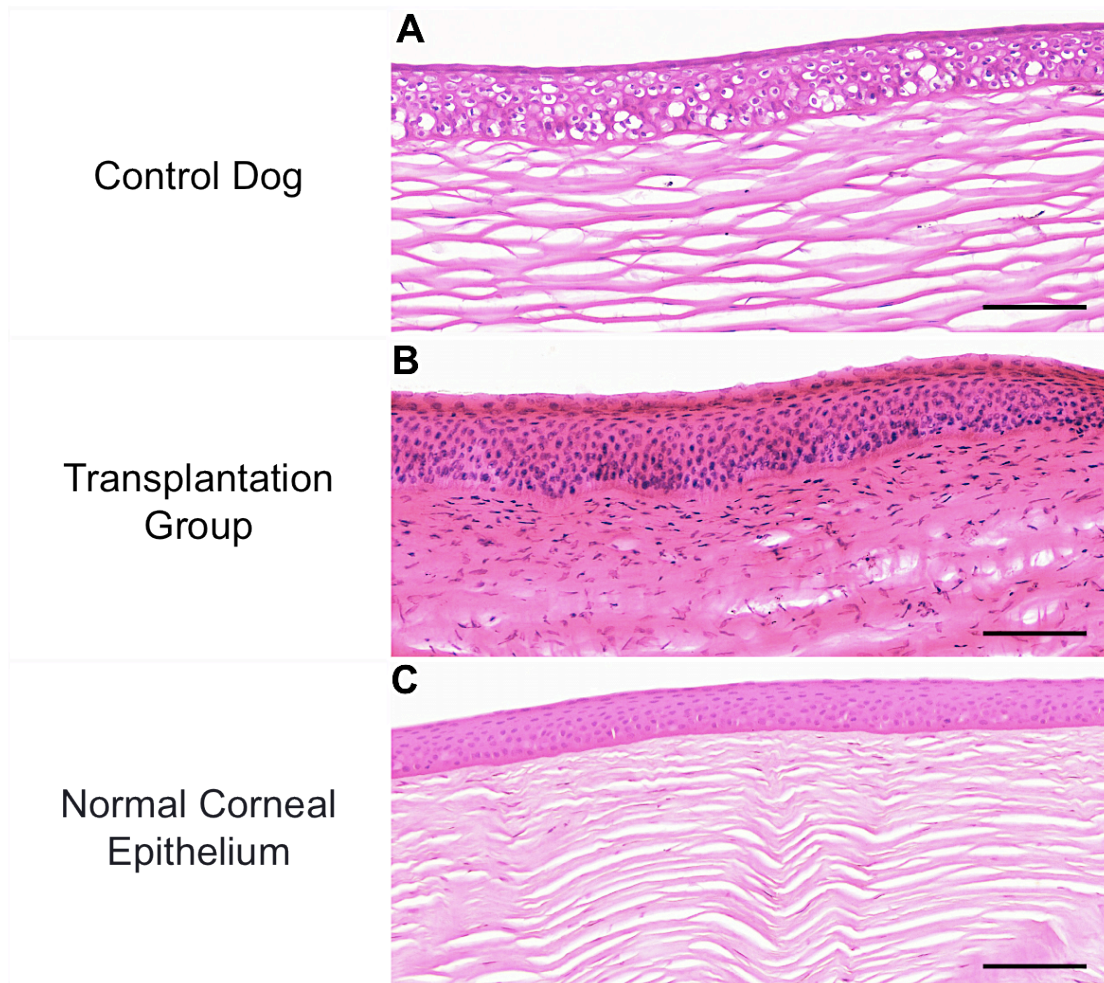 A
Control Dog
B
Transplantation
Group
C
Normal Corneal
Epithelium